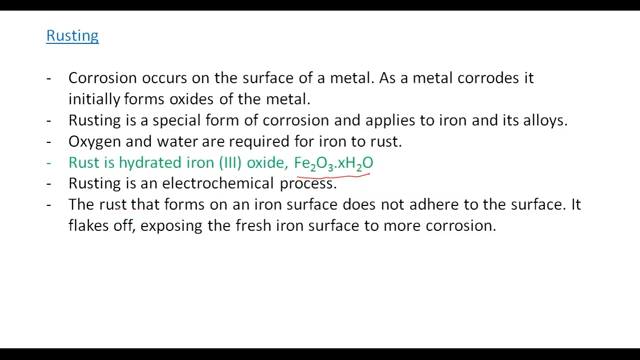 Rusting
- Corrosion occurs on the surface of a metal. As a metal corrodes it
initially forms oxides of the metal.
- Rusting is a special form of corrosion and applies to iron and its alloys.
- Oxygen and water are required for iron to rust.
- Rust is hydrated iron (III) oxide, Fe₂O₃.xH₂O
- Rusting is an electrochemical process.
- The rust that forms on an iron surface does not adhere to the surface. It
flakes off, exposing the fresh iron surface to more corrosion.